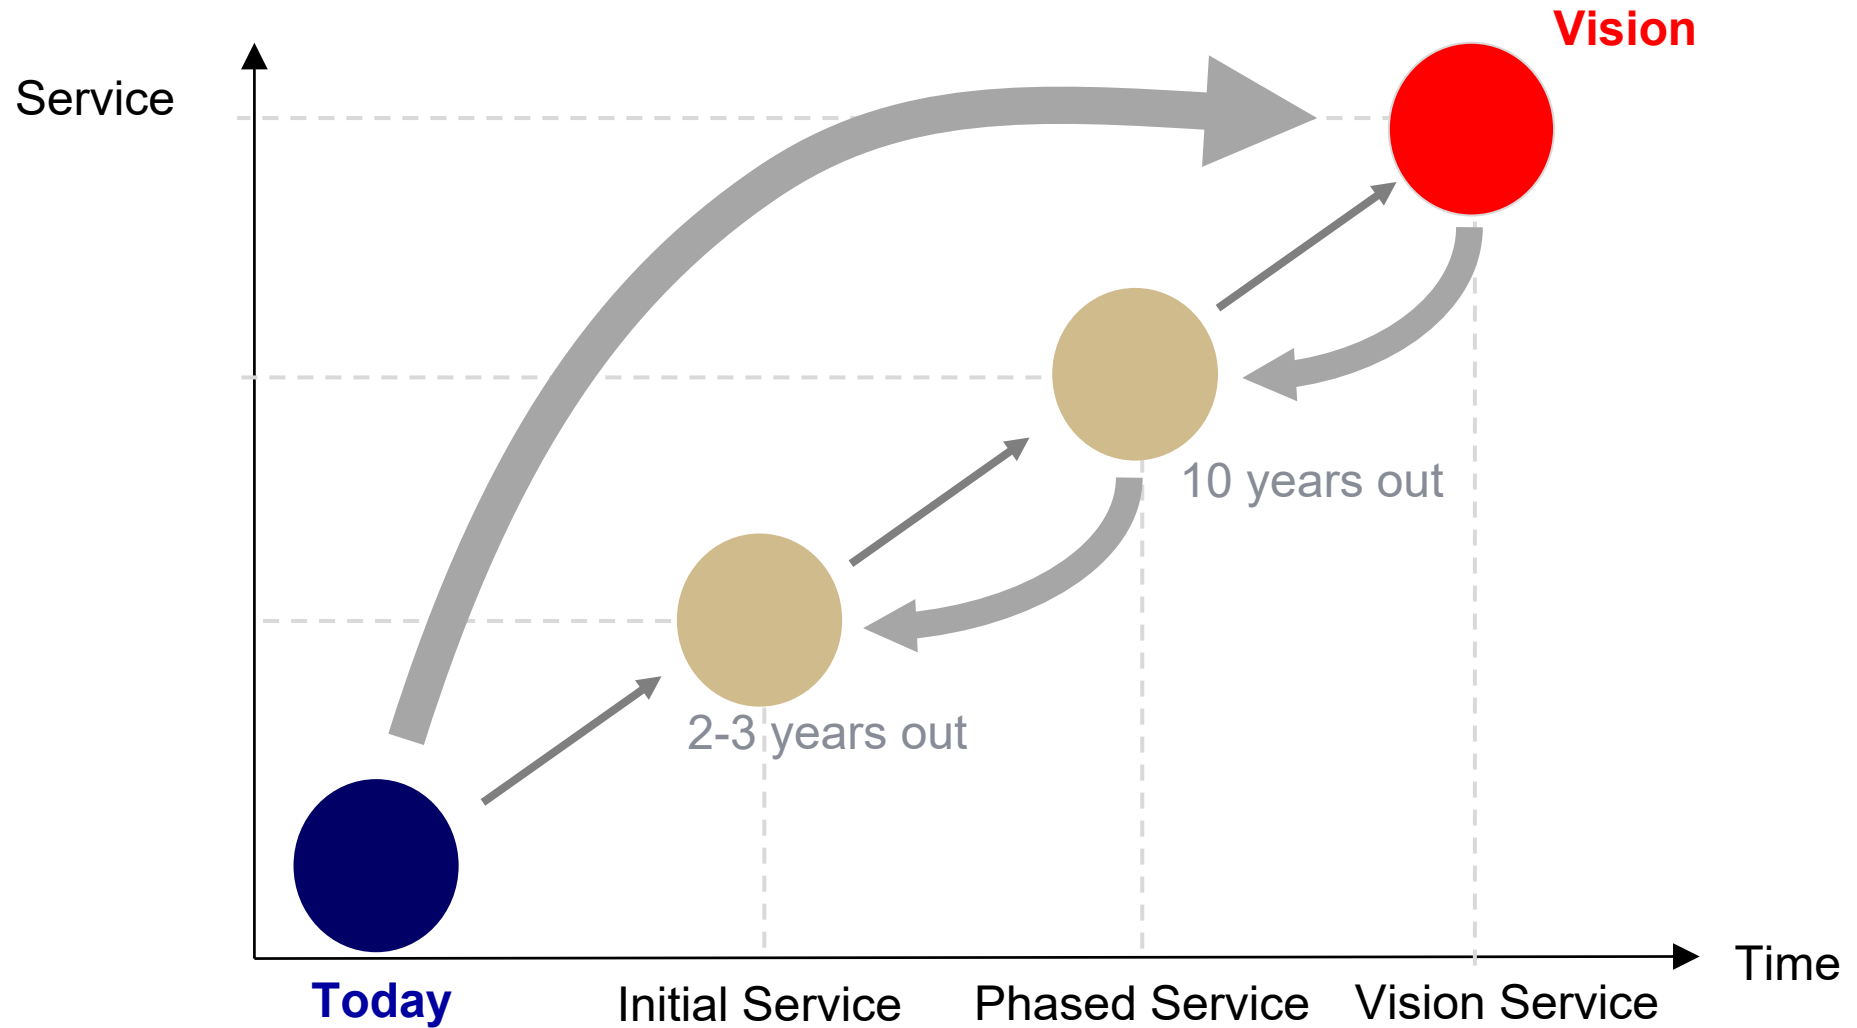 Vision
Service
10 years out
2-3 years out
Time
Today
Initial Service
Phased Service
Vision Service